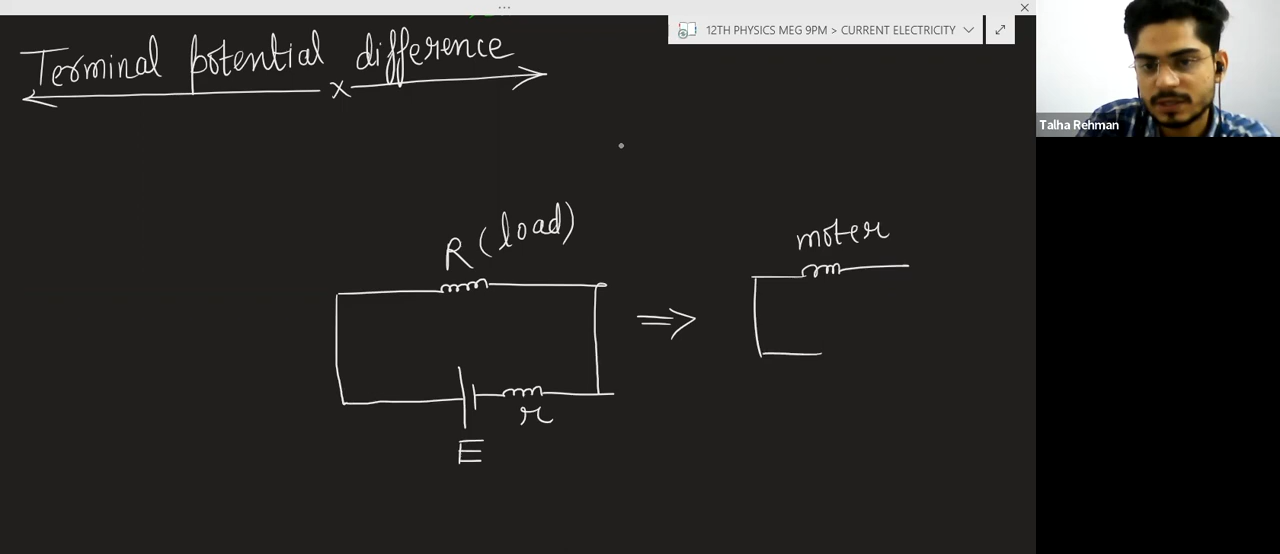 12TH PHYSICS MEG 9PM > CURRENT ELECTRICITY
Terminal potential difference
x
Talha Rehman
R (load)
moter
r
E